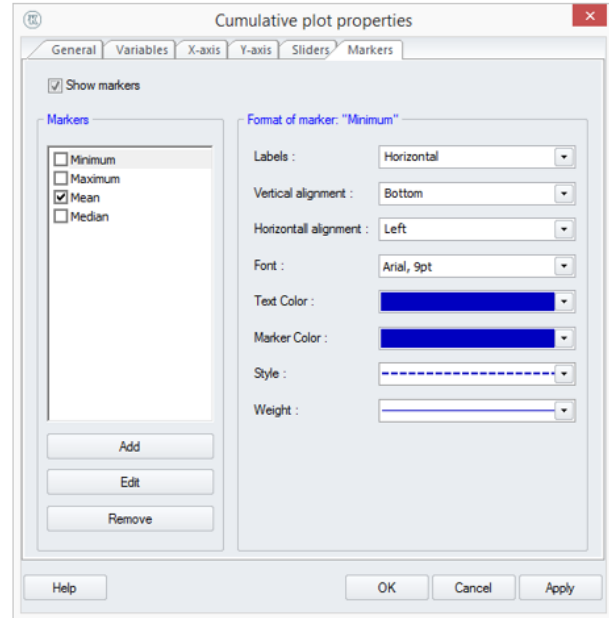 Cumulative plot properties
General Variables X-axis Y-axis Sliders Markers
Show markers
Markers
Minimum
Maximum
Mean
Median
Add
Edit
Remove
Format of marker: "Minimum"
Labels : Horizontal
Vertical alignment : Bottom
Horizontall alignment : Left
Font : Arial, 9pt
Text Color :
Marker Color :
Style :
Weight :
Help OK Cancel Apply